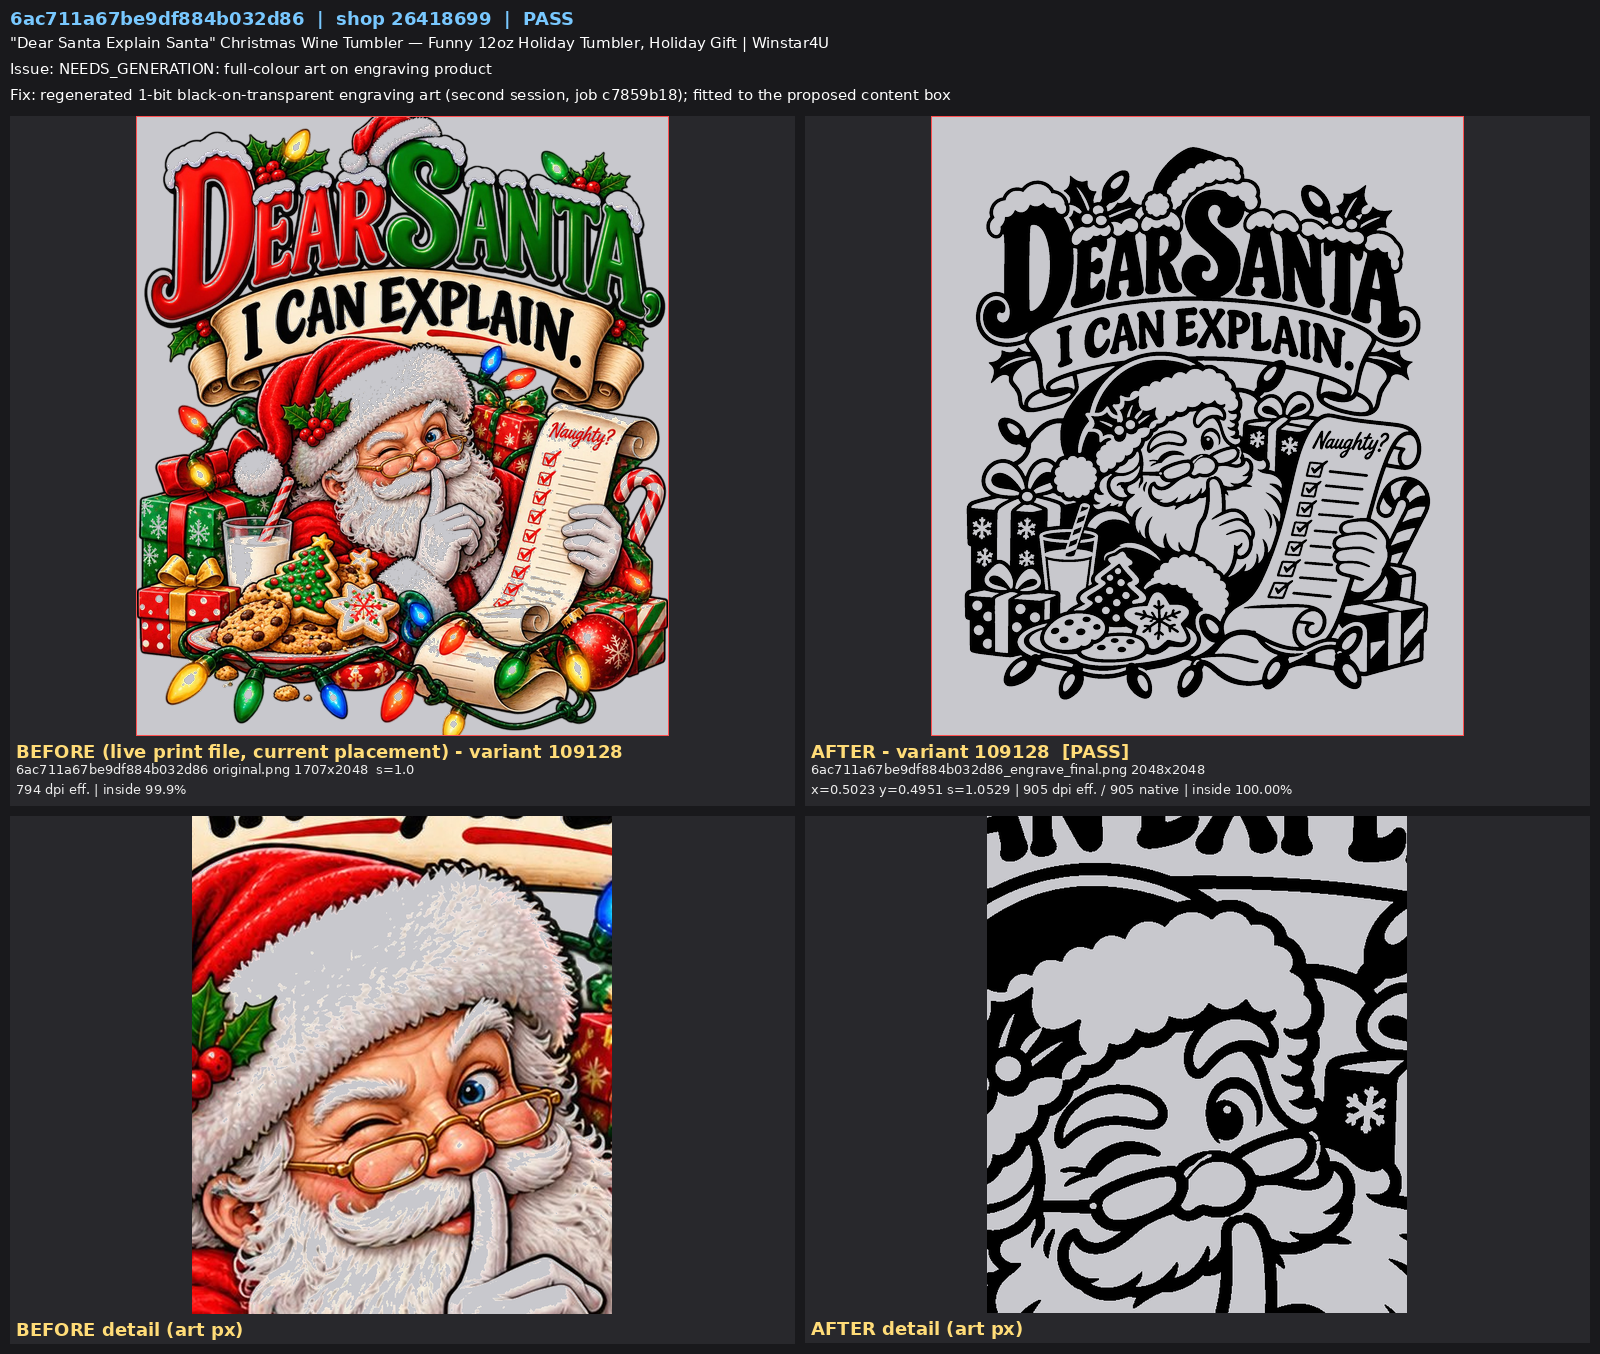 6ac711a67be9df884b032d86 | shop 26418699 | PASS
"Dear Santa Explain Santa" Christmas Wine Tumbler — Funny 12oz Holiday Tumbler, Holiday Gift | Winstar4U
Issue: NEEDS_GENERATION: full-colour art on engraving product
Fix: regenerated 1-bit black-on-transparent engraving art (second session, job c7859b18); fitted to the proposed content box
DEAR SANTA,
I CAN EXPLAIN.
Naughty?
BEFORE (live print file, current placement) - variant 109128
6ac711a67be9df884b032d86 original.png 1707x2048 s=1.0
794 dpi eff. | inside 99.9%
DEAR SANTA
I CAN EXPLAIN.
Naughty?
AFTER - variant 109128 [PASS]
6ac711a67be9df884b032d86_engrave_final.png 2048x2048
x=0.5023 y=0.4951 s=1.0529 | 905 dpi eff. / 905 native | inside 100.00%
BEFORE detail (art px)
AFTER detail (art px)